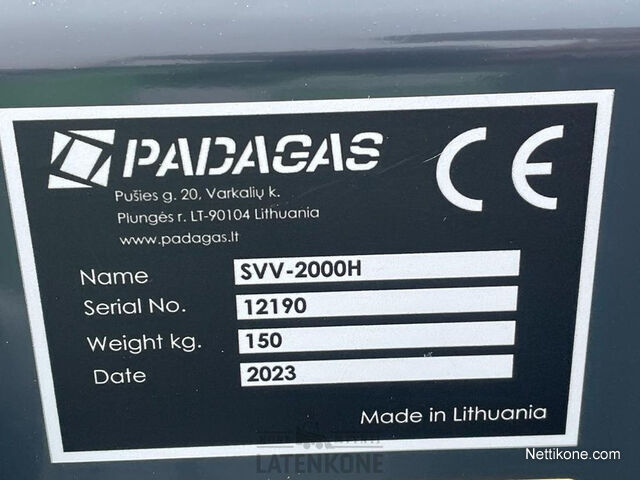 PADAGAS
CE
Pušies g. 20, Varkalių k.
Plungės r. LT-90104 Lithuania
www.padagas.lt
Name SVV-2000H
Serial No. 12190
Weight kg. 150
Date 2023
Made in Lithuania
LATENKONE
Nettikone.com